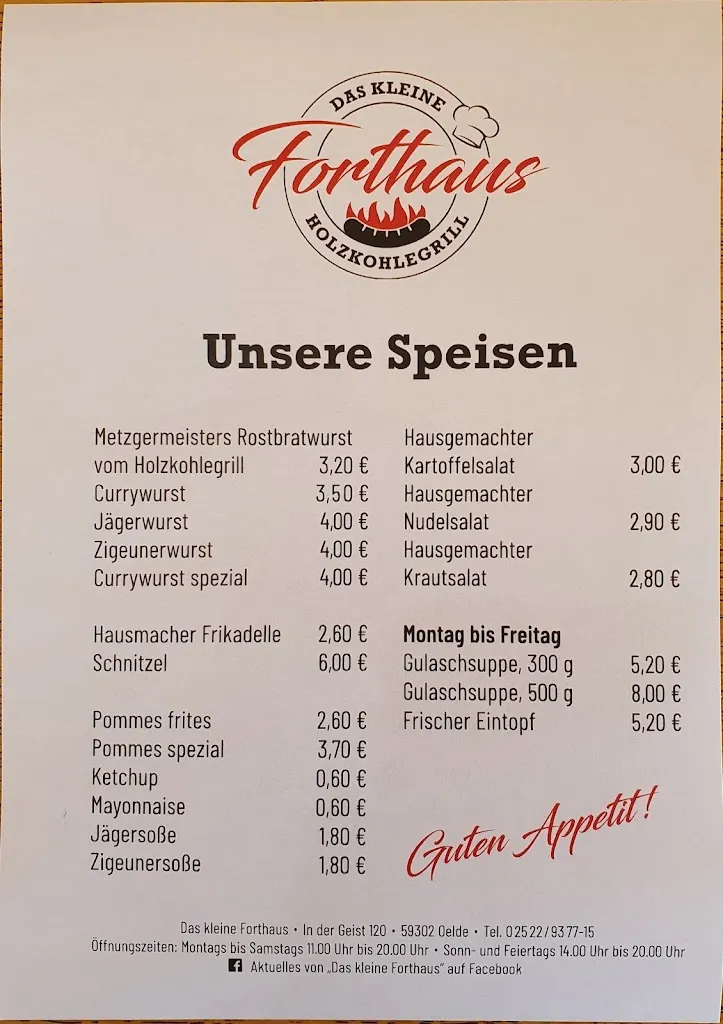 DAS KLEINE
Forthaus
HOLZKOHLEGRILL
Unsere Speisen
Metzgermeisters Rostbratwurst
vom Holzkohlegrill 3,20 €
Currywurst 3,50 €
Jägerwurst 4,00 €
Zigeunerwurst 4,00 €
Currywurst spezial 4,00 €
Hausmacher Frikadelle 2,60 €
Schnitzel 6,00 €
Pommes frites 2,60 €
Pommes spezial 3,70 €
Ketchup 0,60 €
Mayonnaise 0,60 €
Jägersoße 1,80 €
Zigeunersoße 1,80 €
Hausgemachter
Kartoffelsalat 3,00 €
Hausgemachter
Nudelsalat 2,90 €
Hausgemachter
Krautsalat 2,80 €
Montag bis Freitag
Gulaschsuppe, 300 g 5,20 €
Gulaschsuppe, 500 g 8,00 €
Frischer Eintopf 5,20 €
Guten Appetit!
Das kleine Forthaus • In der Geist 120 • 59302 Oelde • Tel. 0 25 22 / 93 77-15
Öffnungszeiten: Montags bis Samstags 11.00 Uhr bis 20.00 Uhr • Sonn- und Feiertags 14.00 Uhr bis 20.00 Uhr
f Aktuelles von „Das kleine Forthaus" auf Facebook